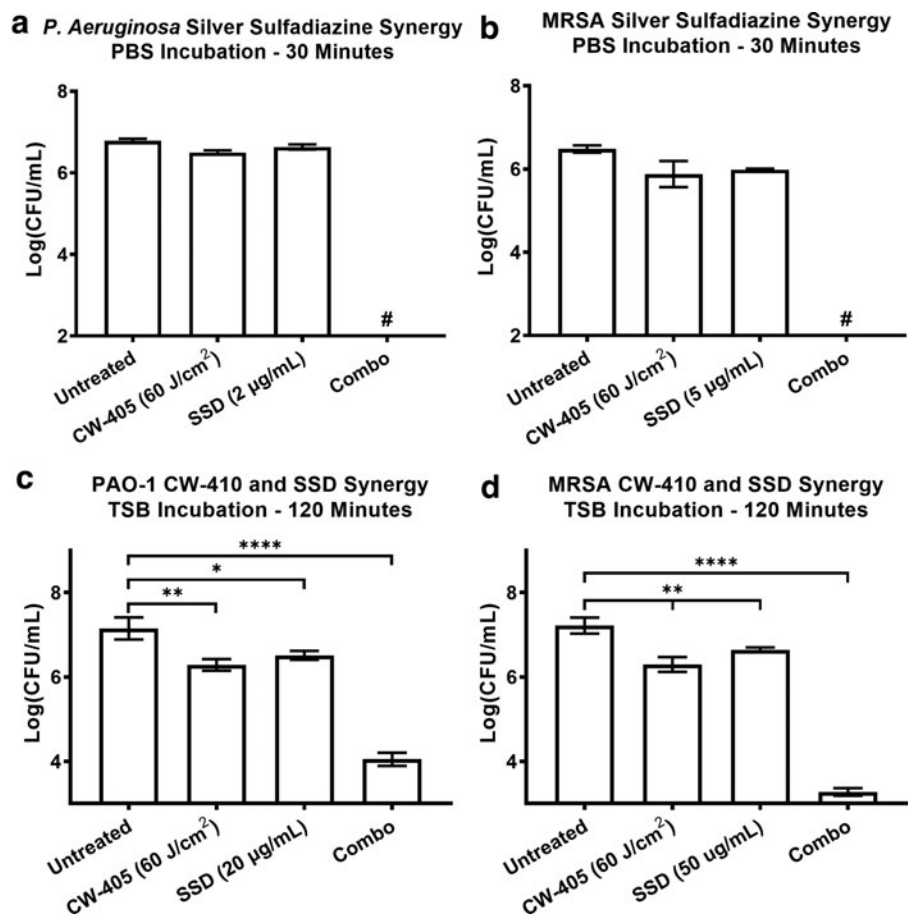 a
P. Aeruginosa Silver Sulfadiazine Synergy
PBS Incubation - 30 Minutes
Log(CFU/mL)
8
6
4
2
#
Untreated
CW-405 (60 J/cm²)
SSD (2 µg/mL)
Combo
b
MRSA Silver Sulfadiazine Synergy
PBS Incubation - 30 Minutes
Log(CFU/mL)
8
6
4
2
#
Untreated
CW-405 (60 J/cm²)
SSD (5 µg/mL)
Combo
c
PAO-1 CW-410 and SSD Synergy
TSB Incubation - 120 Minutes
Log(CFU/mL)
8
6
4
****
*
**
Untreated
CW-405 (60 J/cm²)
SSD (20 µg/mL)
Combo
d
MRSA CW-410 and SSD Synergy
TSB Incubation - 120 Minutes
Log(CFU/mL)
8
6
4
****
**
Untreated
CW-405 (60 J/cm²)
SSD (50 ug/mL)
Combo